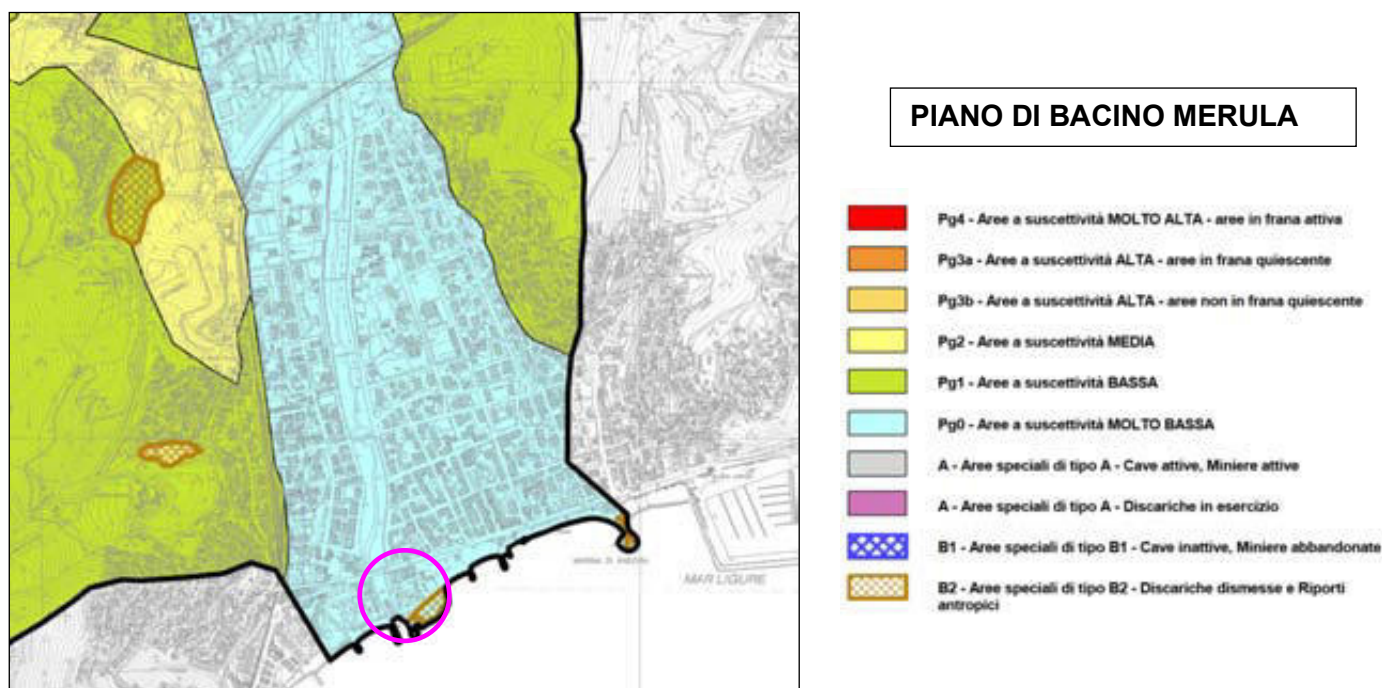 PIANO DI BACINO MERULA
Pg4 - Aree a suscettività MOLTO ALTA - aree in frana attiva
Pg3a - Aree a suscettività ALTA - aree in frana quiescente
Pg3b - Aree a suscettività ALTA - aree non in frana quiescente
Pg2 - Aree a suscettività MEDIA
Pg1 - Aree a suscettività BASSA
Pg0 - Aree a suscettività MOLTO BASSA
A - Aree speciali di tipo A - Cave attive, Miniere attive
A - Aree speciali di tipo A - Discariche in esercizio
B1 - Aree speciali di tipo B1 - Cave inattive, Miniere abbandonate
B2 - Aree speciali di tipo B2 - Discariche dismesse e Riporti
antropici
MAR LIGURE